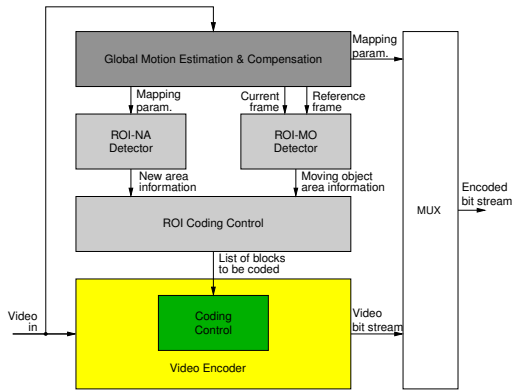 Global Motion Estimation & Compensation
Mapping
param.
Mapping
param.
Current
frame
Reference
frame
ROI-NA
Detector
ROI-MO
Detector
New area
information
Moving object
area information
ROI Coding Control
MUX
Encoded
bit stream
List of blocks
to be coded
Video
in
Coding
Control
Video
bit stream
Video Encoder